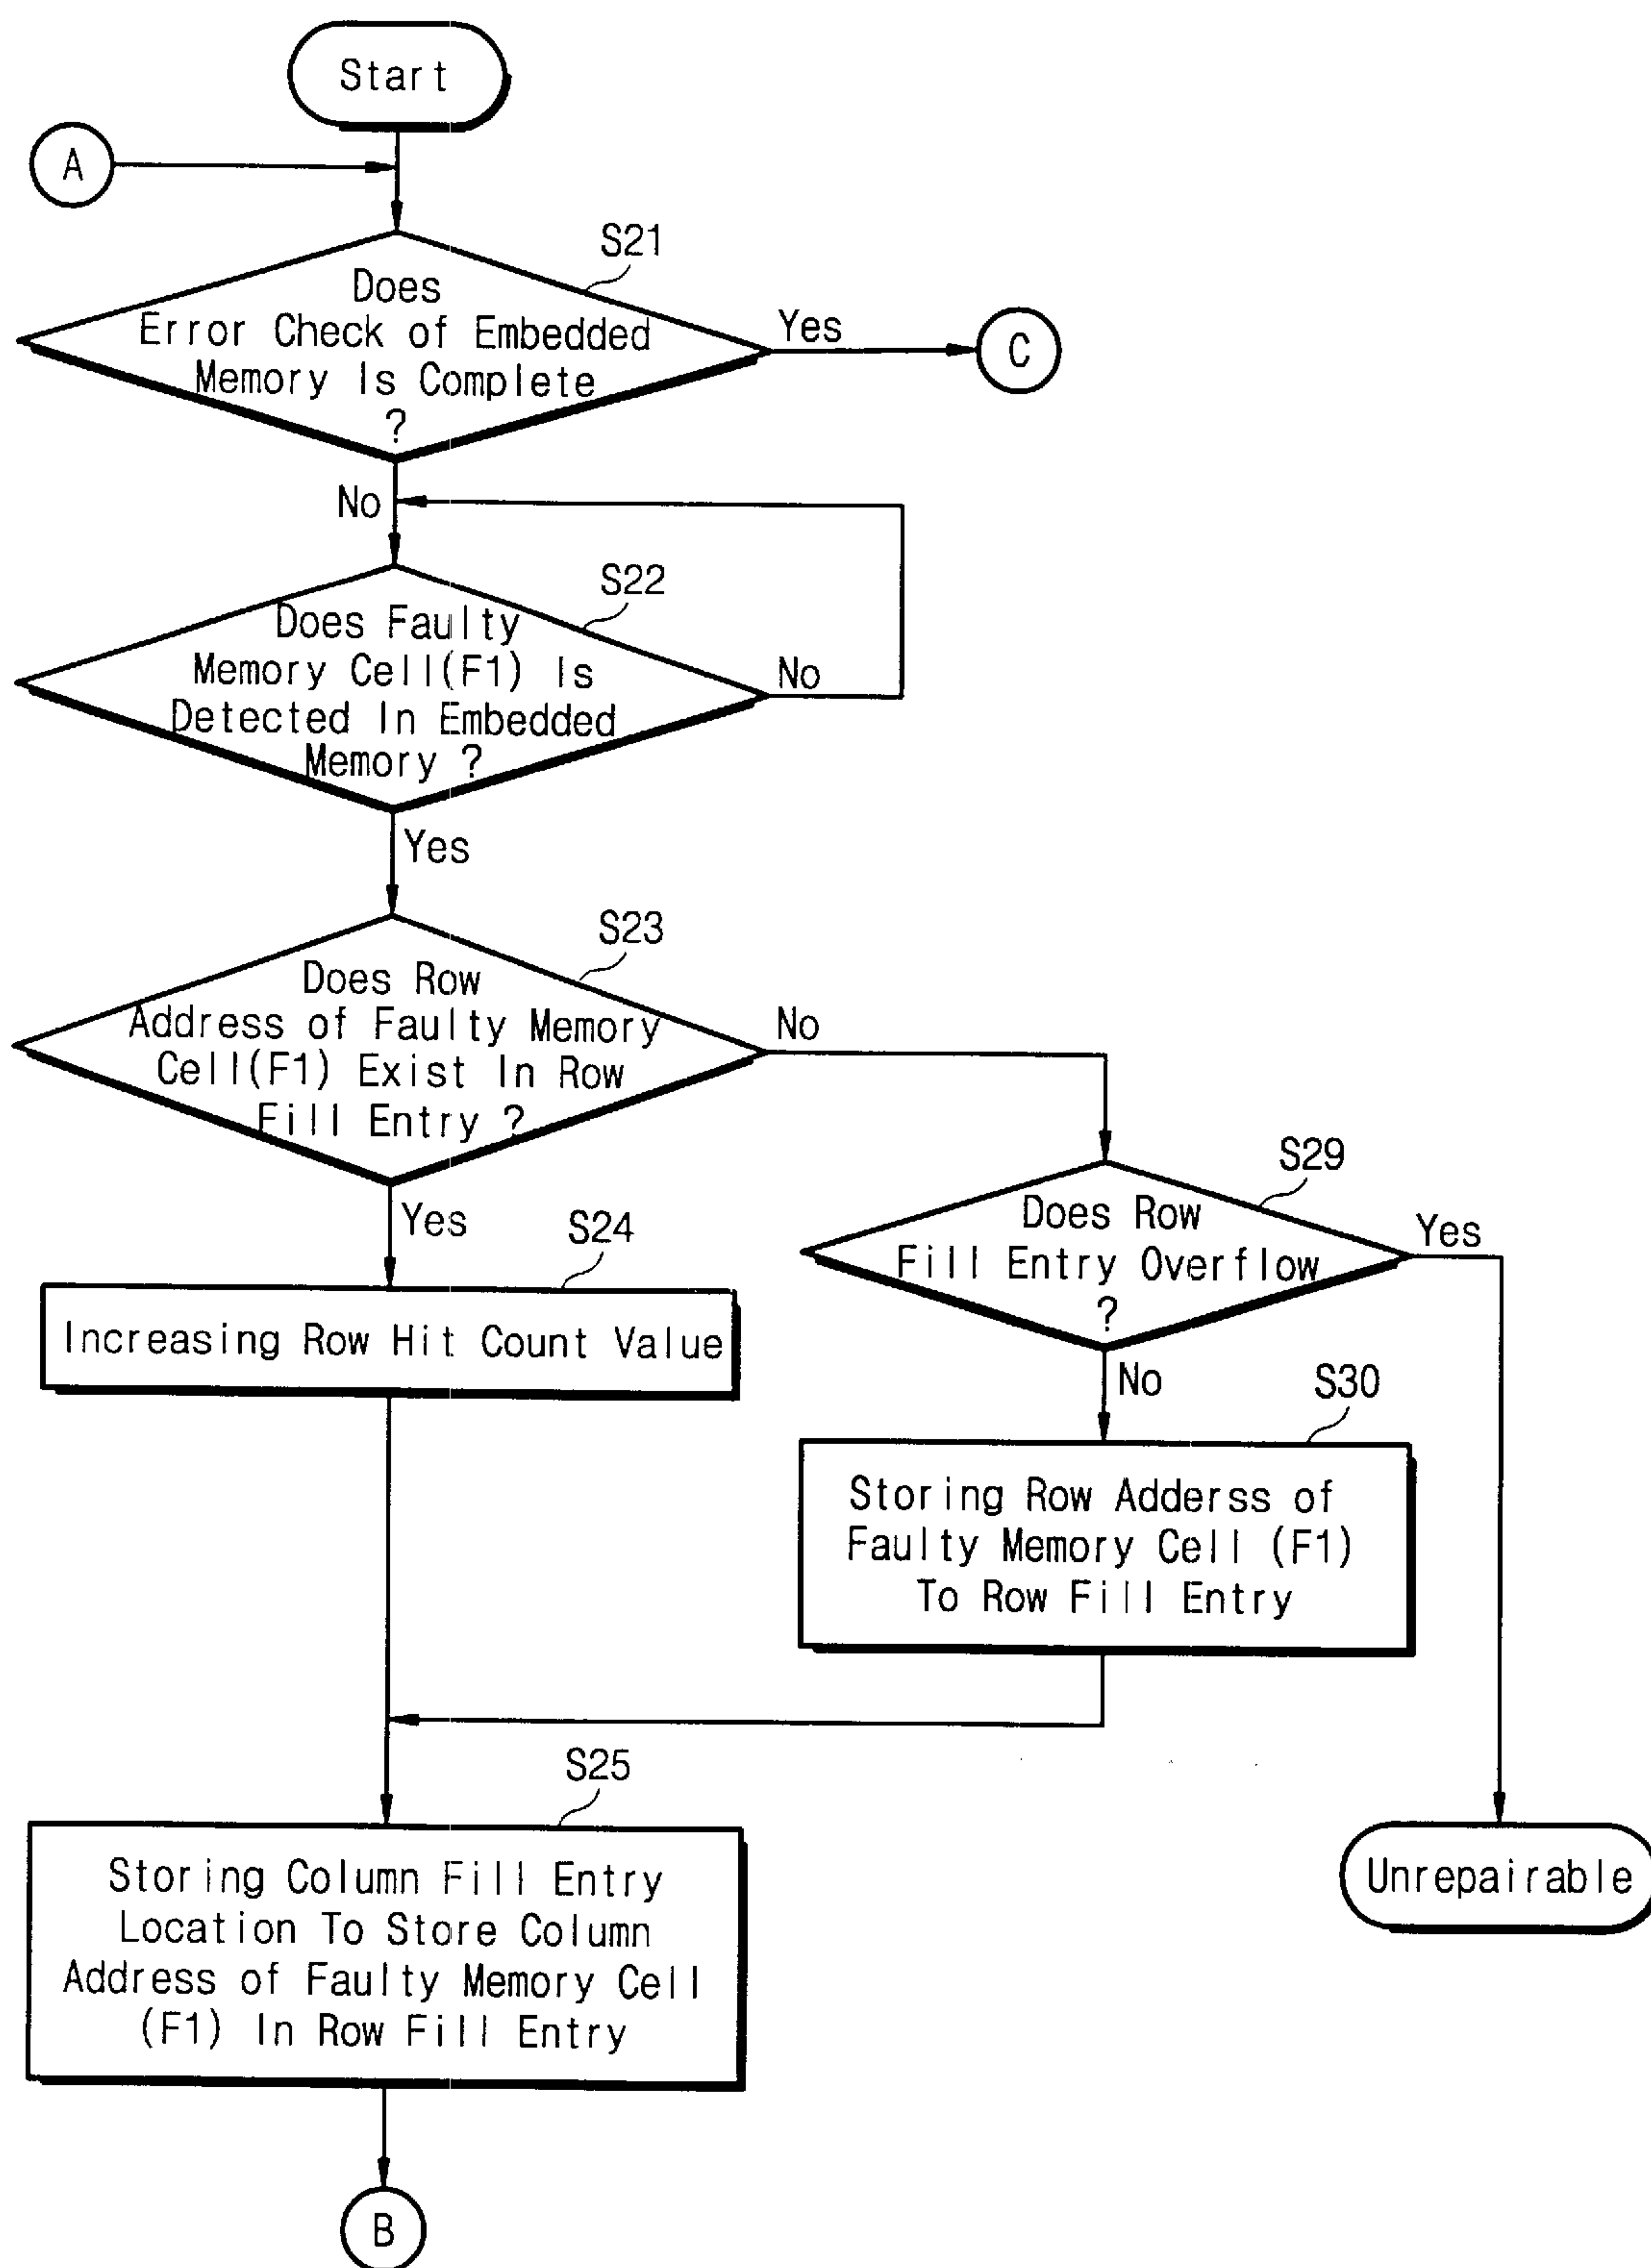 Start
A
S21
Does
Error Check of Embedded
Memory Is Complete
?
Yes
C
No
S22
Does Faulty
Memory Cell(F1) Is
Detected In Embedded
Memory ?
No
Yes
S23
Does Row
Address of Faulty Memory
Cell(F1) Exist In Row
Fill Entry ?
No
Yes
S24
Increasing Row Hit Count Value
S29
Does Row
Fill Entry Overflow
?
Yes
No
S30
Storing Row Adderss of
Faulty Memory Cell (F1)
To Row Fill Entry
S25
Storing Column Fill Entry
Location To Store Column
Address of Faulty Memory Cell
(F1) In Row Fill Entry
Unrepairable
B